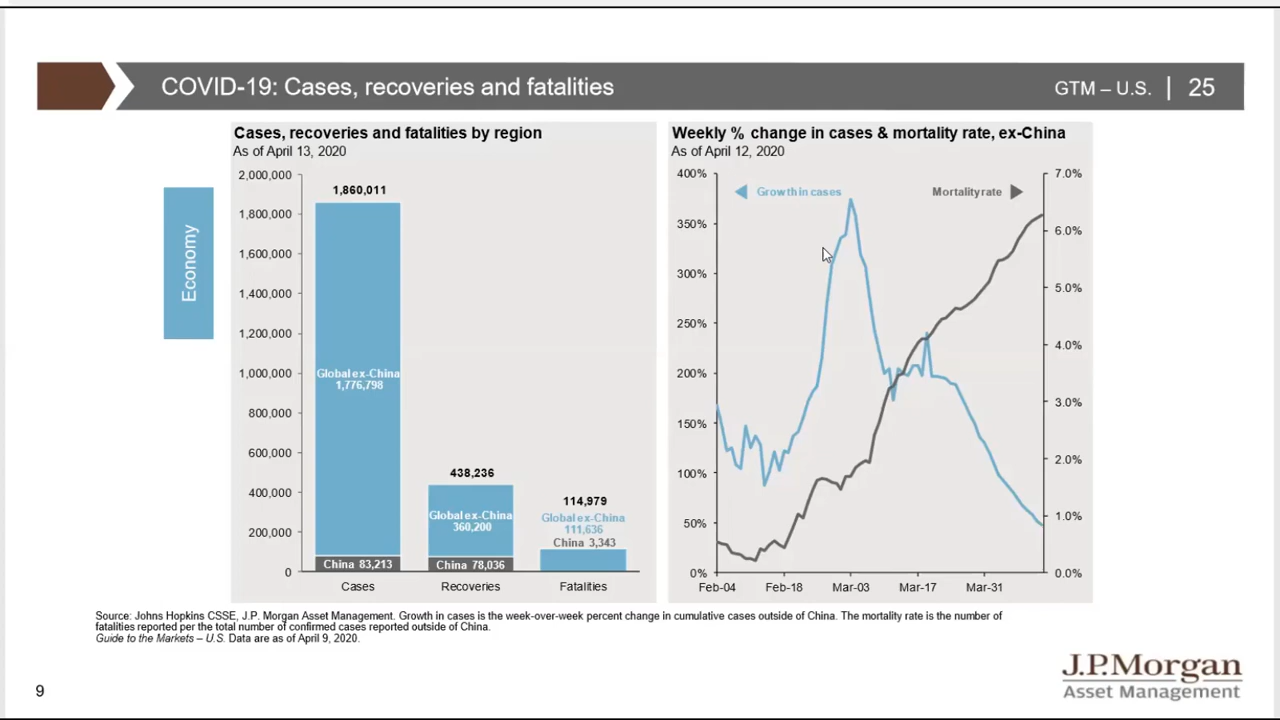 COVID-19: Cases, recoveries and fatalities
GTM – U.S. | 25
Economy
Cases, recoveries and fatalities by region
As of April 13, 2020
2,000,000
1,800,000
1,600,000
1,400,000
1,200,000
1,000,000
800,000
600,000
400,000
200,000
0
1,860,011
Global ex-China
1,776,798
China 83,213
438,236
Global ex-China
360,200
China 78,036
114,979
Global ex-China
111,636
China 3,343
Cases
Recoveries
Fatalities
Weekly % change in cases & mortality rate, ex-China
As of April 12, 2020
400%
350%
300%
250%
200%
150%
100%
50%
0%
Growth in cases
Mortality rate
7.0%
6.0%
5.0%
4.0%
3.0%
2.0%
1.0%
0.0%
Feb-04
Feb-18
Mar-03
Mar-17
Mar-31
Source: Johns Hopkins CSSE, J.P. Morgan Asset Management. Growth in cases is the week-over-week percent change in cumulative cases outside of China. The mortality rate is the number of
fatalities reported per the total number of confirmed cases reported outside of China.
Guide to the Markets – U.S. Data are as of April 9, 2020.
9
J.P.Morgan
Asset Management